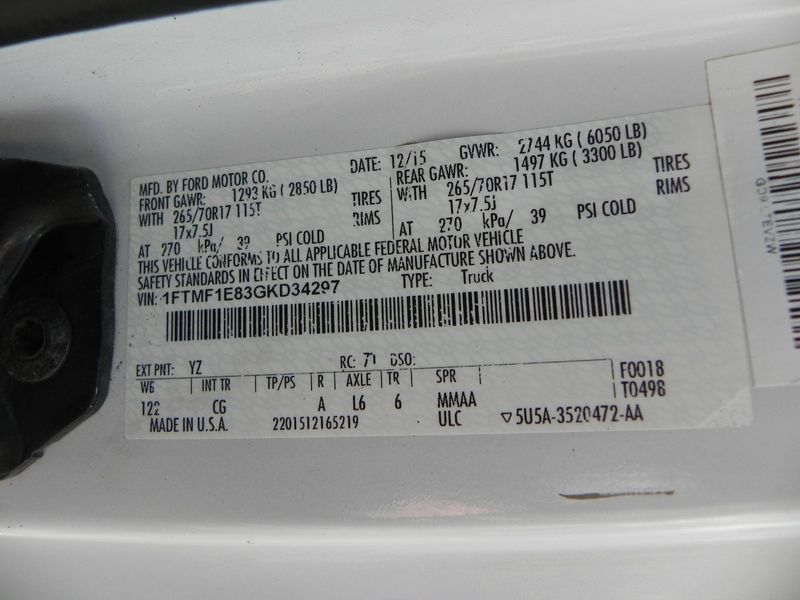 MFD. BY FORD MOTOR CO. DATE: 12/15 GVWR: 2744 KG ( 6050 LB)
FRONT GAWR: 1293 KG ( 2850 LB) REAR GAWR: 1497 KG ( 3300 LB)
WITH 265/70R17 115T TIRES WITH 265/70R17 115T TIRES
17x7.5J RIMS 17x7.5J RIMS
AT 270 kPa/ 39 PSI COLD AT 270 kPa/ 39 PSI COLD
THIS VEHICLE CONFORMS TO ALL APPLICABLE FEDERAL MOTOR VEHICLE
SAFETY STANDARDS IN EFFECT ON THE DATE OF MANUFACTURE SHOWN ABOVE.
VIN: 1FTMF1E83GKD34297 TYPE: Truck
EXT PNT: YZ RC: 71 DSO:
WB INT TR TP/PS R AXLE TR SPR F0018
122 CG A L6 6 MMAA T0498
MADE IN U.S.A. 2201512165219 ULC ▽5U5A-3520472-AA